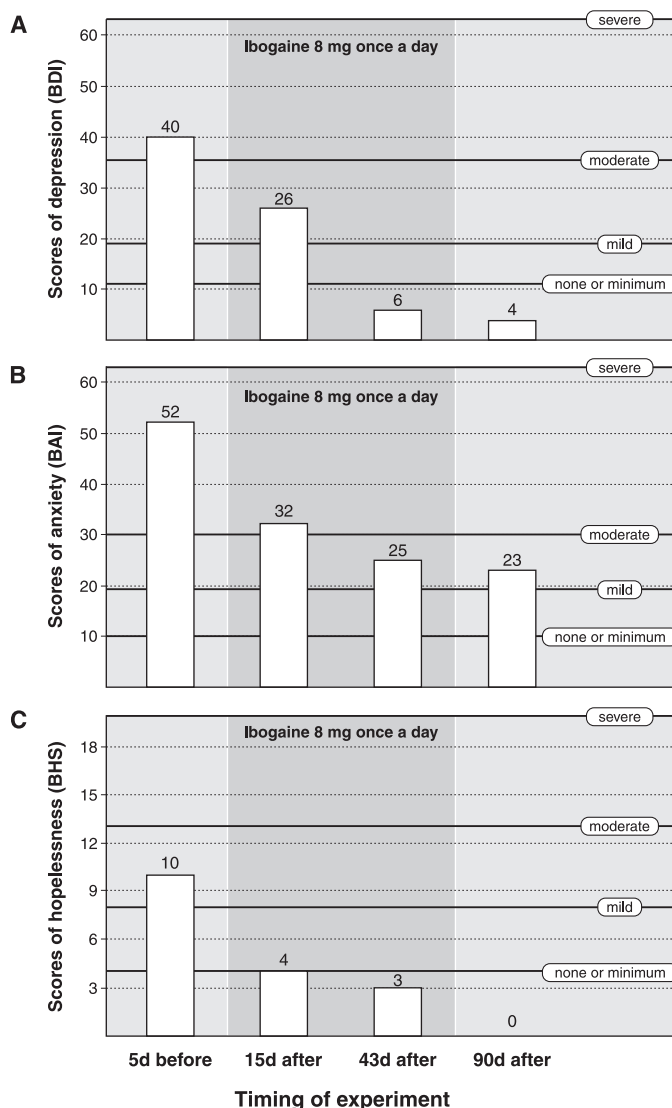 A
Scores of depression (BDI)
Ibogaine 8 mg once a day
severe
60
50
40
40
moderate
30
26
20
mild
10
none or minimum
6
4
B
Scores of anxiety (BAI)
Ibogaine 8 mg once a day
severe
60
52
50
40
32
30
moderate
25
23
20
mild
10
none or minimum
C
Scores of hopelessness (BHS)
Ibogaine 8 mg once a day
severe
18
15
moderate
12
10
9
mild
6
4
none or minimum
3
3
0
5d before 15d after 43d after 90d after
Timing of experiment